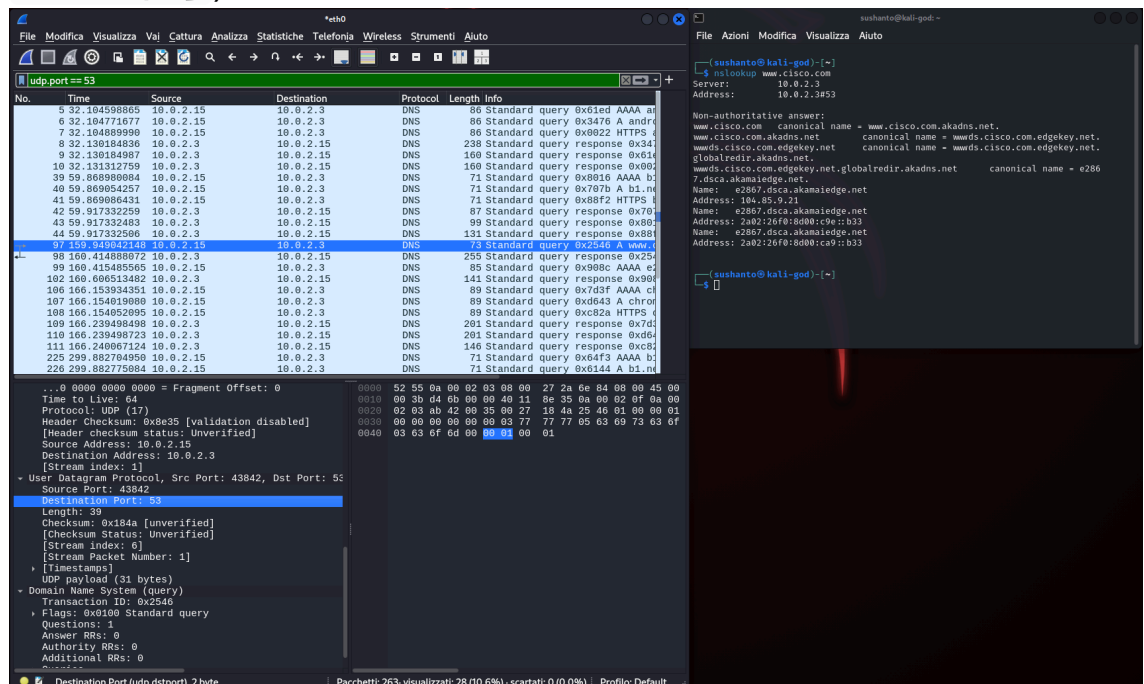 *eth0
File Modifica Visualizza Vai Cattura Analizza Statistiche Telefonia Wireless Strumenti Aiuto
udp.port == 53
No. Time Source Destination Protocol Length Info
5 32.104598865 10.0.2.15 10.0.2.3 DNS 86 Standard query 0x61ed AAAA an
6 32.104771677 10.0.2.15 10.0.2.3 DNS 86 Standard query 0x3476 A andro
7 32.104889990 10.0.2.15 10.0.2.3 DNS 86 Standard query 0x0022 HTTPS
8 32.130184836 10.0.2.3 10.0.2.15 DNS 238 Standard query response 0x347
9 32.130184987 10.0.2.3 10.0.2.15 DNS 160 Standard query response 0x61e
10 32.131312759 10.0.2.3 10.0.2.15 DNS 160 Standard query response 0x002
39 59.868980084 10.0.2.15 10.0.2.3 DNS 71 Standard query 0x8016 AAAA b1
40 59.869054257 10.0.2.15 10.0.2.3 DNS 71 Standard query 0x707b A b1.ne
41 59.869086431 10.0.2.15 10.0.2.3 DNS 71 Standard query 0x88f2 HTTPS
42 59.917332259 10.0.2.3 10.0.2.15 DNS 87 Standard query response 0x707
43 59.917332483 10.0.2.3 10.0.2.15 DNS 99 Standard query response 0x801
44 59.917332506 10.0.2.3 10.0.2.15 DNS 131 Standard query response 0x88f
97 159.949042148 10.0.2.15 10.0.2.3 DNS 73 Standard query 0x2546 A www.c
98 160.414888072 10.0.2.3 10.0.2.15 DNS 255 Standard query response 0x254
99 160.415485565 10.0.2.15 10.0.2.3 DNS 85 Standard query 0x908c AAAA e2
102 160.606513482 10.0.2.3 10.0.2.15 DNS 141 Standard query response 0x908
106 166.153934351 10.0.2.15 10.0.2.3 DNS 89 Standard query 0x7d3f AAAA ch
107 166.154019080 10.0.2.15 10.0.2.3 DNS 89 Standard query 0xd643 A chron
108 166.154052095 10.0.2.15 10.0.2.3 DNS 89 Standard query 0xc82a HTTPS
109 166.239498498 10.0.2.3 10.0.2.15 DNS 201 Standard query response 0x7d3
110 166.239498723 10.0.2.3 10.0.2.15 DNS 201 Standard query response 0xd64
111 166.240067124 10.0.2.3 10.0.2.15 DNS 146 Standard query response 0xc82
225 299.882704950 10.0.2.15 10.0.2.3 DNS 71 Standard query 0x64f3 AAAA b1
226 299.882775084 10.0.2.15 10.0.2.3 DNS 71 Standard query 0x6144 A b1.ne
...0 0000 0000 0000 = Fragment Offset: 0
Time to Live: 64
Protocol: UDP (17)
Header Checksum: 0x8e35 [validation disabled]
[Header checksum status: Unverified]
Source Address: 10.0.2.15
Destination Address: 10.0.2.3
[Stream index: 1]
User Datagram Protocol, Src Port: 43842, Dst Port: 53
Source Port: 43842
Destination Port: 53
Length: 39
Checksum: 0x184a [unverified]
[Checksum Status: Unverified]
[Stream index: 6]
[Stream Packet Number: 1]
[Timestamps]
UDP payload (31 bytes)
Domain Name System (query)
Transaction ID: 0x2546
Flags: 0x0100 Standard query
Questions: 1
Answer RRs: 0
Authority RRs: 0
Additional RRs: 0
0000 52 55 0a 00 02 03 08 00 27 2a 6e 84 08 00 45 00
0010 00 3b d4 6b 00 00 40 11 8e 35 0a 00 02 0f 0a 00
0020 02 03 ab 42 00 35 00 27 18 4a 25 46 01 00 00 01
0030 00 00 00 00 00 00 03 77 77 77 05 63 69 73 63 6f
0040 03 63 6f 6d 00 00 01 00 01
Destination Port (udp.dstport), 2 byte
Pacchetti: 263 · visualizzati: 28 (10.6%) · scartati: 0 (0.0%)
Profilo: Default
sushanto@kali-god: ~
File Azioni Modifica Visualizza Aiuto
(sushanto㉿kali-god)-[~]
$ nslookup www.cisco.com
Server: 10.0.2.3
Address: 10.0.2.3#53
Non-authoritative answer:
www.cisco.com canonical name = www.cisco.com.akadns.net.
www.cisco.com.akadns.net canonical name = wwwds.cisco.com.edgekey.net.
wwwds.cisco.com.edgekey.net canonical name = wwwds.cisco.com.edgekey.net.
globalredir.akadns.net.
wwwds.cisco.com.edgekey.net.globalredir.akadns.net canonical name = e286
7.dsca.akamaiedge.net.
Name: e2867.dsca.akamaiedge.net
Address: 104.85.9.21
Name: e2867.dsca.akamaiedge.net
Address: 2a02:26f0:8d00:c9e::b33
Name: e2867.dsca.akamaiedge.net
Address: 2a02:26f0:8d00:ca9::b33
(sushanto㉿kali-god)-[~]
$